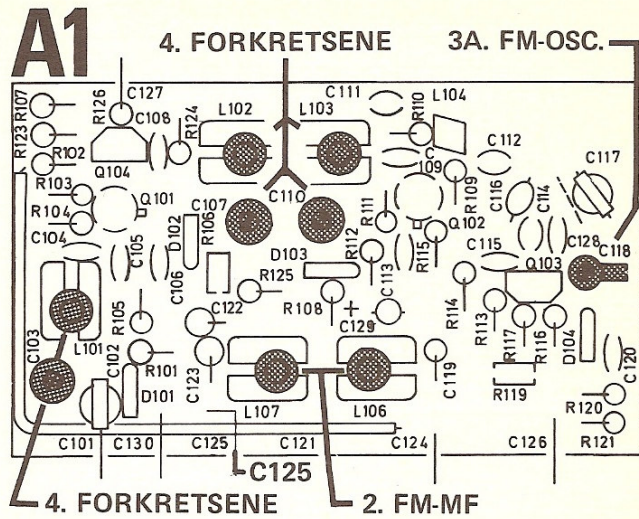 A1
4. FORKRETSENE
3A. FM-OSC.
R107
R126
C127
C108
R124
L102
L103
C111
R110
L104
R123
R102
Q104
C109
R109
C112
C116
C114
C117
R103
Q101
D102
R106
C107
C110
R111
Q102
R104
C104
C105
C106
D103
R112
R115
C115
C128
C118
Q103
R125
R108
C113
R114
R113
R117
R116
D104
C120
C103
L101
R105
C122
C129
C102
R101
C123
D101
L107
L106
C119
R119
R120
R121
C101
C130
C125
C121
C124
C126
C125
4. FORKRETSENE
2. FM-MF